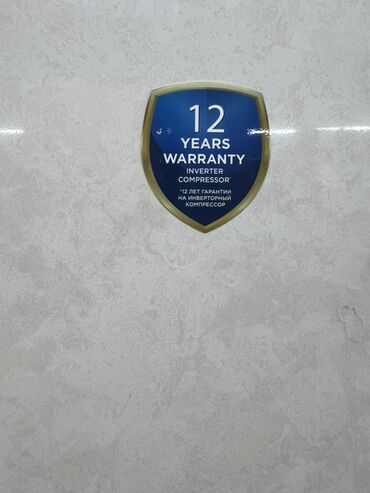 12
YEARS
WARRANTY
INVERTER
COMPRESSOR*
*12 ЛЕТ ГАРАНТИИ
НА ИНВЕРТОРНЫЙ
КОМПРЕССОР